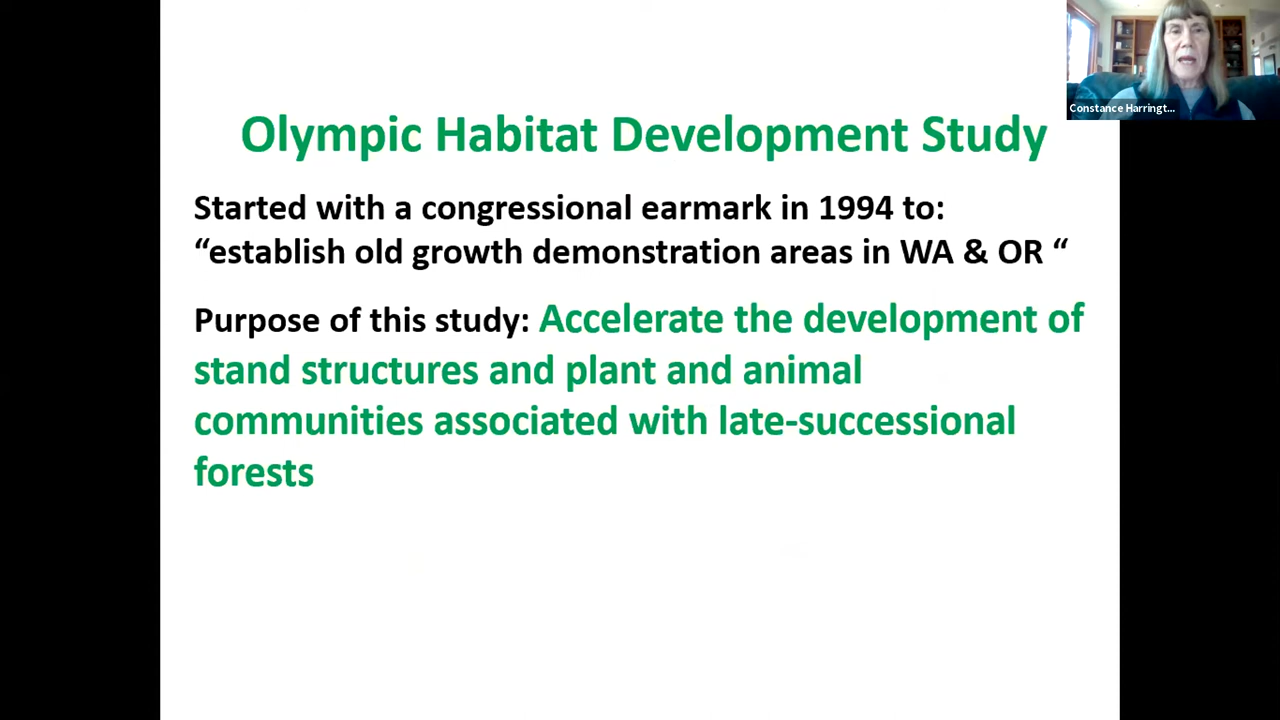 Olympic Habitat Development Study
Started with a congressional earmark in 1994 to:
“establish old growth demonstration areas in WA & OR “
Purpose of this study: Accelerate the development of
stand structures and plant and animal
communities associated with late-successional
forests
Constance Harringt...